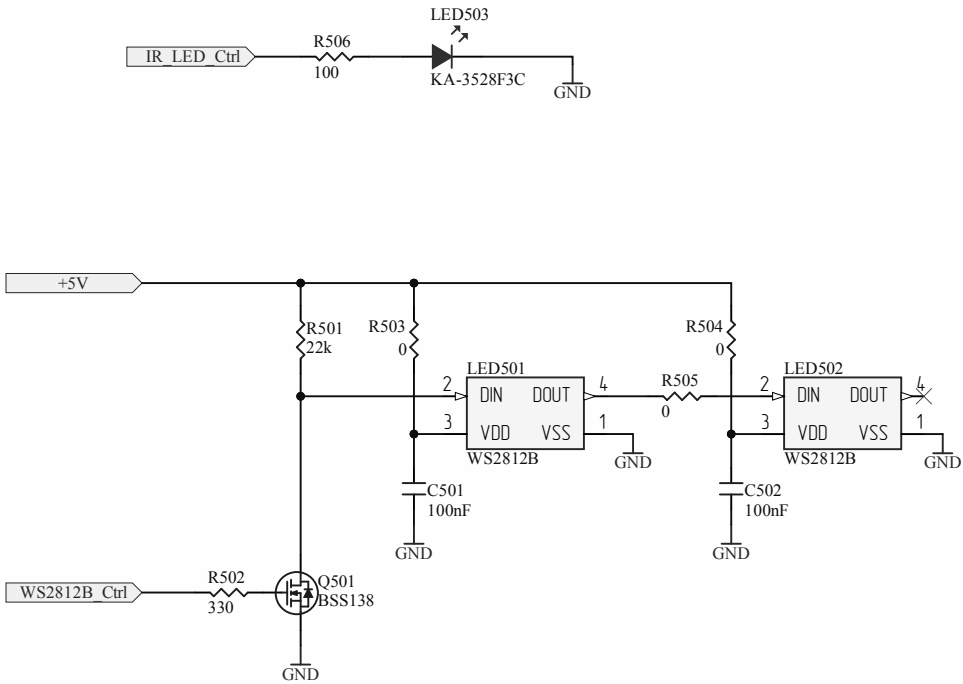 LED503
IR_LED_Ctrl
R506
100
KA-3528F3C
GND
+5V
R501
22k
R503
0
R504
0
LED501
2
DIN
DOUT
4
3
VDD
VSS
1
WS2812B
GND
R505
0
LED502
2
DIN
DOUT
4
3
VDD
VSS
1
WS2812B
GND
C501
100nF
GND
C502
100nF
GND
WS2812B_Ctrl
R502
330
Q501
BSS138
GND